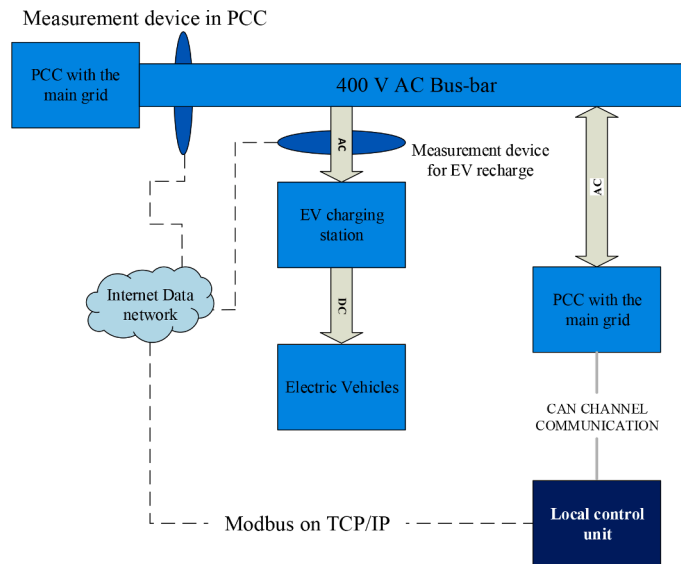 Measurement device in PCC
PCC with the
main grid
400 V AC Bus-bar
AC
Measurement device
for EV recharge
AC
EV charging
station
Internet Data
network
DC
PCC with the
main grid
Electric Vehicles
CAN CHANNEL
COMMUNICATION
Modbus on TCP/IP
Local control
unit